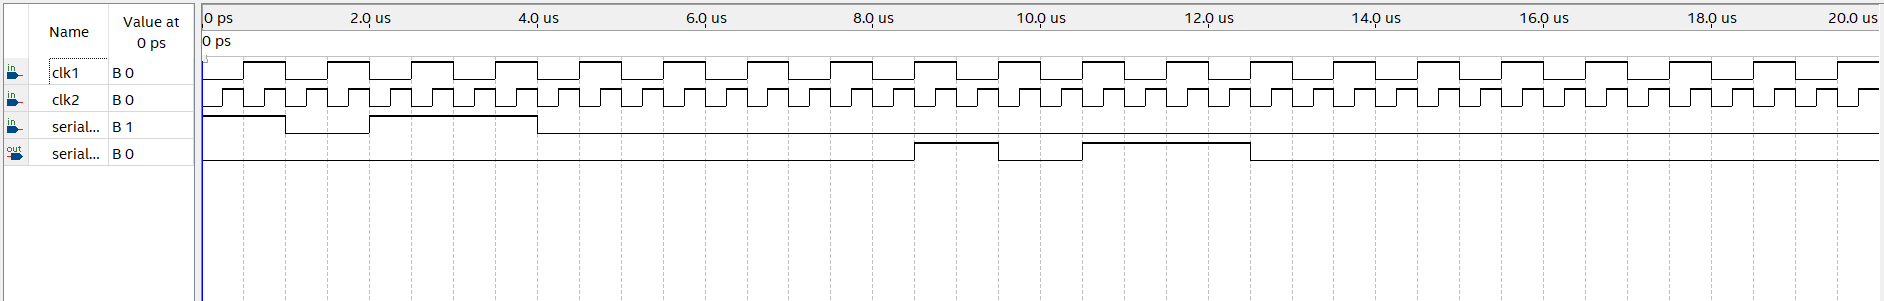 Name Value at 0 ps
0 ps 2.0 us 4.0 us 6.0 us 8.0 us 10.0 us 12.0 us 14.0 us 16.0 us 18.0 us 20.0 us
0 ps
in clk1 B 0
in clk2 B 0
in serial... B 1
out serial... B 0